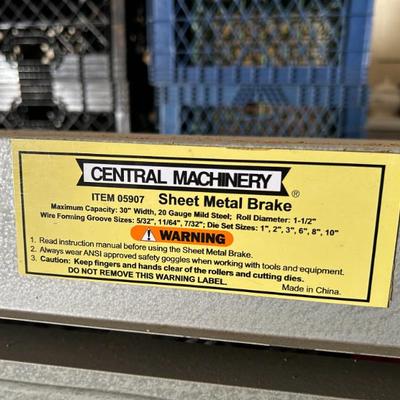 CENTRAL MACHINERY ®
ITEM 05907 Sheet Metal Brake
Maximum Capacity: 30" Width, 20 Gauge Mild Steel; Roll Diameter: 1-1/2"
Wire Forming Groove Sizes: 5/32", 11/64", 7/32"; Die Set Sizes: 1", 2", 3", 6", 8", 10"
WARNING
1. Read instruction manual before using the Sheet Metal Brake.
2. Always wear ANSI approved safety goggles when working with tools and equipment.
3. Caution: Keep fingers and hands clear of the rollers and cutting dies.
DO NOT REMOVE THIS WARNING LABEL.
Made in China.